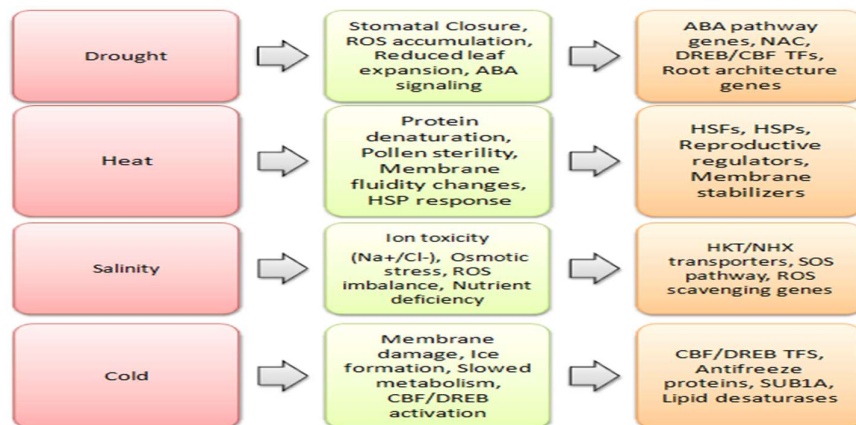 Drought
Stomatal Closure,
ROS accumulation,
Reduced leaf
expansion, ABA
signaling
ABA pathway
genes, NAC,
DREB/CBF TFs,
Root architecture
genes
Heat
Protein
denaturation,
Pollen sterility,
Membrane
fluidity changes,
HSP response
HSFs, HSPs,
Reproductive
regulators,
Membrane
stabilizers
Salinity
Ion toxicity
(Na+/Cl-), Osmotic
stress, ROS
imbalance, Nutrient
deficiency
HKT/NHX
transporters, SOS
pathway, ROS
scavenging genes
Cold
Membrane
damage, Ice
formation, Slowed
metabolism,
CBF/DREB
activation
CBF/DREB TFS,
Antifreeze
proteins, SUB1A,
Lipid desaturases